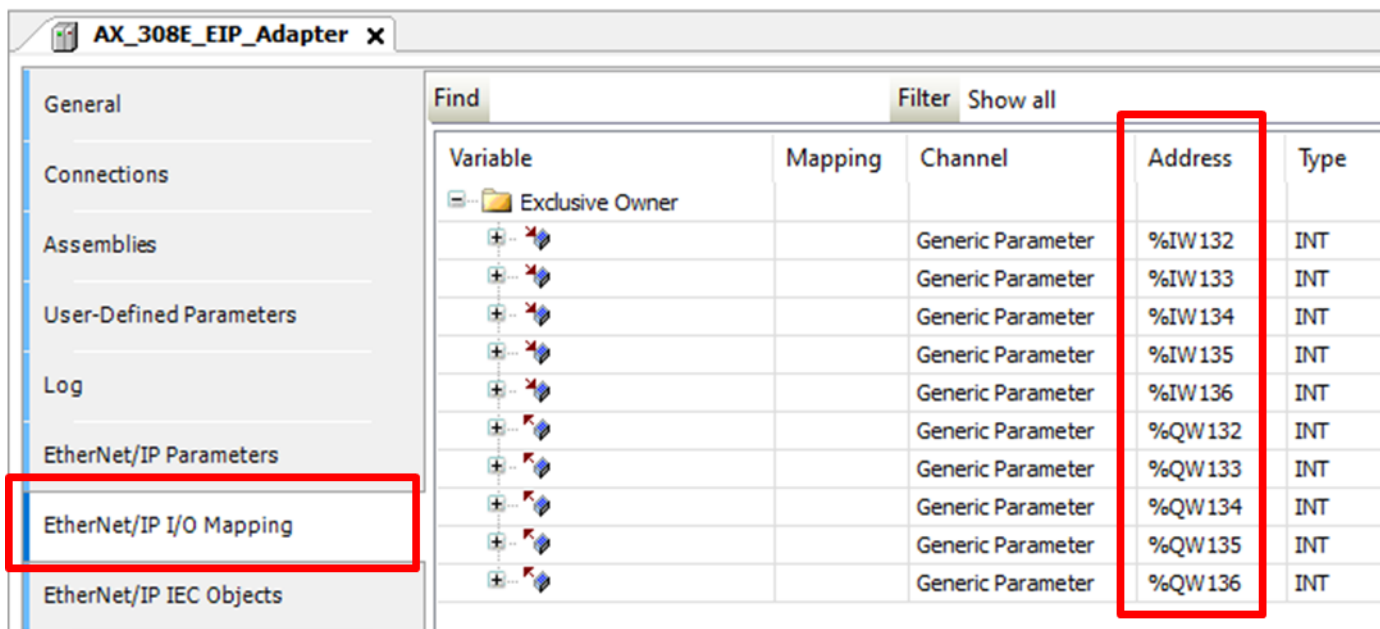 AX_308E_EIP_Adapter
General
Connections
Assemblies
User-Defined Parameters
Log
EtherNet/IP Parameters
EtherNet/IP I/O Mapping
EtherNet/IP IEC Objects
Find Filter Show all
Variable Mapping Channel Address Type
Exclusive Owner
Generic Parameter %IW132 INT
Generic Parameter %IW133 INT
Generic Parameter %IW134 INT
Generic Parameter %IW135 INT
Generic Parameter %IW136 INT
Generic Parameter %QW132 INT
Generic Parameter %QW133 INT
Generic Parameter %QW134 INT
Generic Parameter %QW135 INT
Generic Parameter %QW136 INT